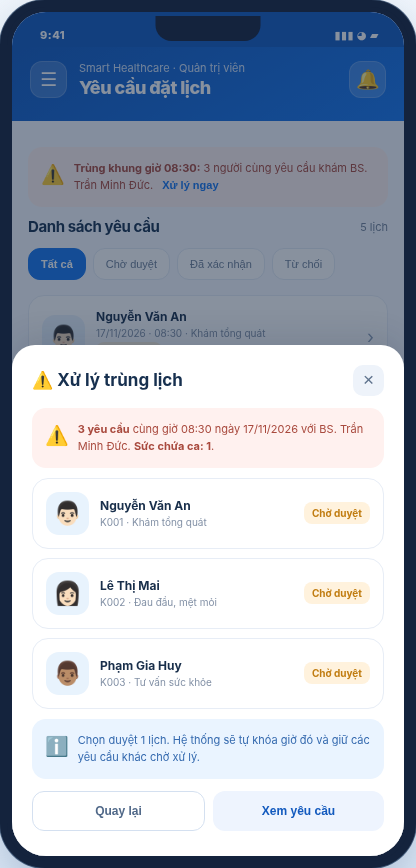 9:41
Smart Healthcare · Quản trị viên
Yêu cầu đặt lịch
Trùng khung giờ 08:30: 3 người cùng yêu cầu khám BS.
Trần Minh Đức. Xử lý ngay
Danh sách yêu cầu
5 lịch
Tất cả
Chờ duyệt
Đã xác nhận
Từ chối
Nguyễn Văn An
17/11/2026 · 08:30 · Khám tổng quát
Xử lý trùng lịch
3 yêu cầu cùng giờ 08:30 ngày 17/11/2026 với BS. Trần
Minh Đức. Sức chứa ca: 1.
Nguyễn Văn An
K001 · Khám tổng quát
Chờ duyệt
Lê Thị Mai
K002 · Đau đầu, mệt mỏi
Chờ duyệt
Phạm Gia Huy
K003 · Tư vấn sức khỏe
Chờ duyệt
Chọn duyệt 1 lịch. Hệ thống sẽ tự khóa giờ đó và giữ các
yêu cầu khác chờ xử lý.
Quay lại
Xem yêu cầu